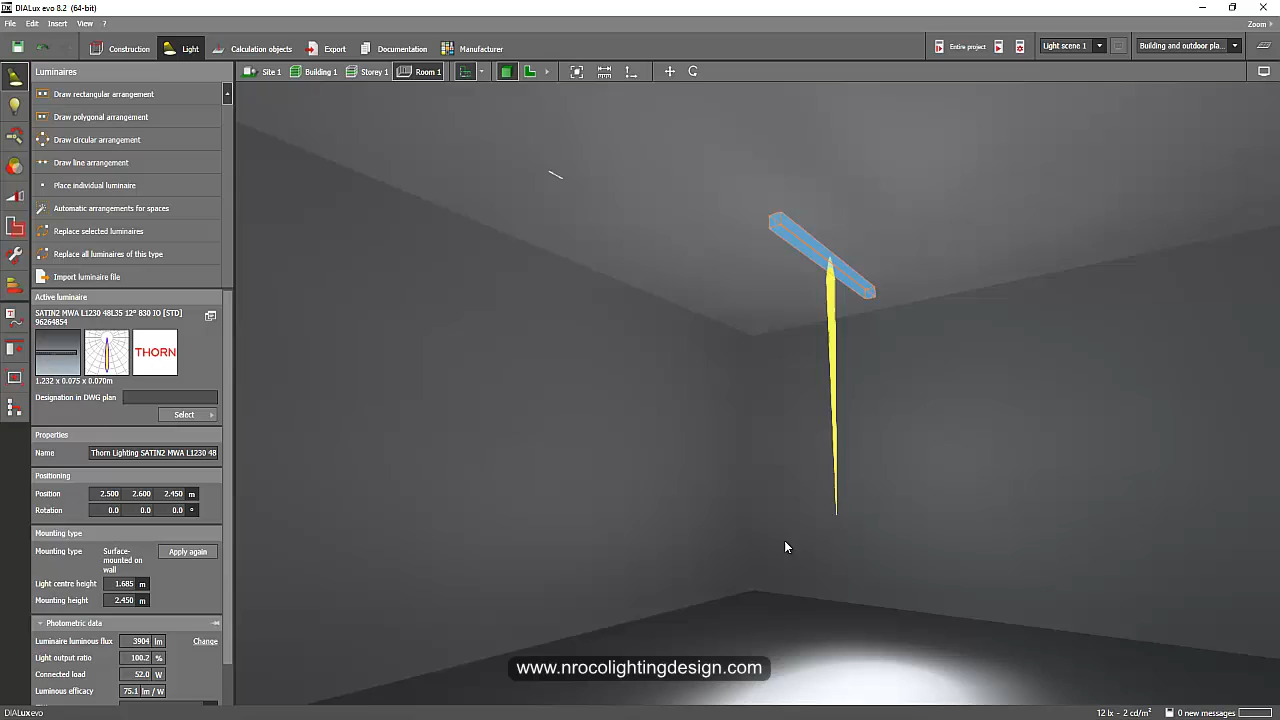 DIALux evo 8.2 (64-bit)
File Edit Insert View ?
Zoom
Construction Light Calculation objects Export Documentation Manufacturer
Entire project Light scene 1 Building and outdoor pla...
Luminaires
Site 1 Building 1 Storey 1 Room 1
Draw rectangular arrangement
Draw polygonal arrangement
Draw circular arrangement
Draw line arrangement
Place individual luminaire
Automatic arrangements for spaces
Replace selected luminaires
Replace all luminaires of this type
Import luminaire file
Active luminaire
SATIN2 MWA L1230 48L35 12° 830 IO [STD]
96264854
THORN
1.232 x 0.075 x 0.070m
Designation in DWG plan
Select
Properties
Name Thorn Lighting SATIN2 MWA L1230 48
Positioning
Position 2.500 2.600 2.450 m
Rotation 0.0 0.0 0.0 °
Mounting type
Mounting type Surface-
mounted on
wall
Apply again
Light centre height 1.685 m
Mounting height 2.450 m
Photometric data
Luminaire luminous flux 3904 lm Change
Light output ratio 100.2 %
Connected load 52.0 W
Luminous efficacy 75.1 lm / W
www.nrocolightingdesign.com
DIALux evo
12 lx - 2 cd/m²
0 new messages